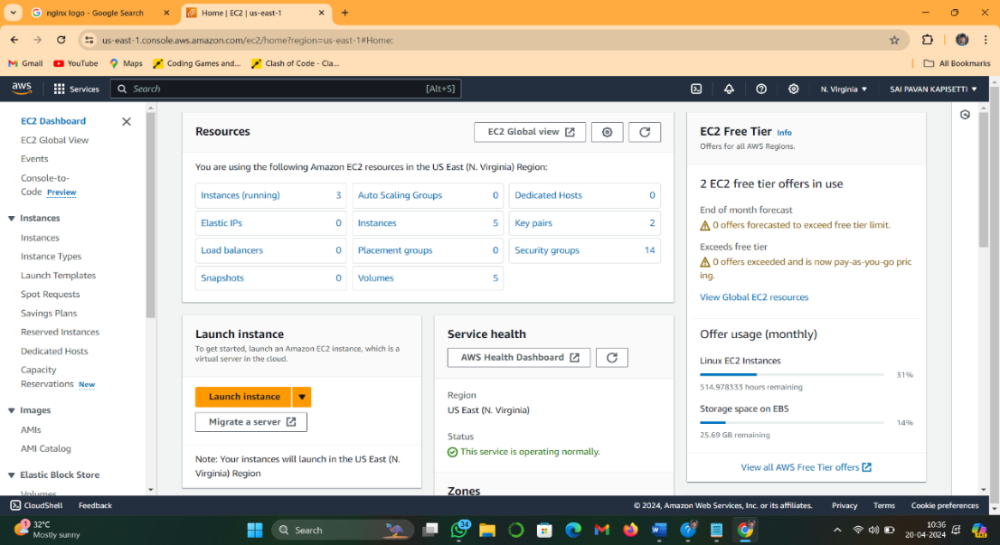 nginx logo - Google Search
Home | EC2 | us-east-1
us-east-1.console.aws.amazon.com/ec2/home?region=us-east-1#Home:
Gmail
YouTube
Maps
Coding Games and...
Clash of Code - Cla...
All Bookmarks
aws
Services
Search
[Alt+S]
N. Virginia
SAI PAVAN KAPISETTI
EC2 Dashboard
EC2 Global View
Events
Console-to-
Code Preview
Instances
Instances
Instance Types
Launch Templates
Spot Requests
Savings Plans
Reserved Instances
Dedicated Hosts
Capacity
Reservations New
Images
AMIs
AMI Catalog
Elastic Block Store
Volumes
Resources
EC2 Global view
You are using the following Amazon EC2 resources in the US East (N. Virginia) Region:
Instances (running) 3
Auto Scaling Groups 0
Dedicated Hosts 0
Elastic IPs 0
Instances 5
Key pairs 2
Load balancers 0
Placement groups 0
Security groups 14
Snapshots 0
Volumes 5
Launch instance
To get started, launch an Amazon EC2 instance, which is a
virtual server in the cloud.
Launch instance
Migrate a server
Note: Your instances will launch in the US East (N.
Virginia) Region
Service health
AWS Health Dashboard
Region
US East (N. Virginia)
Status
This service is operating normally.
Zones
EC2 Free Tier Info
Offers for all AWS Regions.
2 EC2 free tier offers in use
End of month forecast
0 offers forecasted to exceed free tier limit.
Exceeds free tier
0 offers exceeded and is now pay-as-you-go pric
ing.
View Global EC2 resources
Offer usage (monthly)
Linux EC2 Instances
31%
514.978333 hours remaining
Storage space on EBS
14%
25.69 GB remaining
View all AWS Free Tier offers
CloudShell
Feedback
© 2024, Amazon Web Services, Inc. or its affiliates.
Privacy
Terms
Cookie preferences
1
32°C
Mostly sunny
Search
34
10:36
20-04-2024